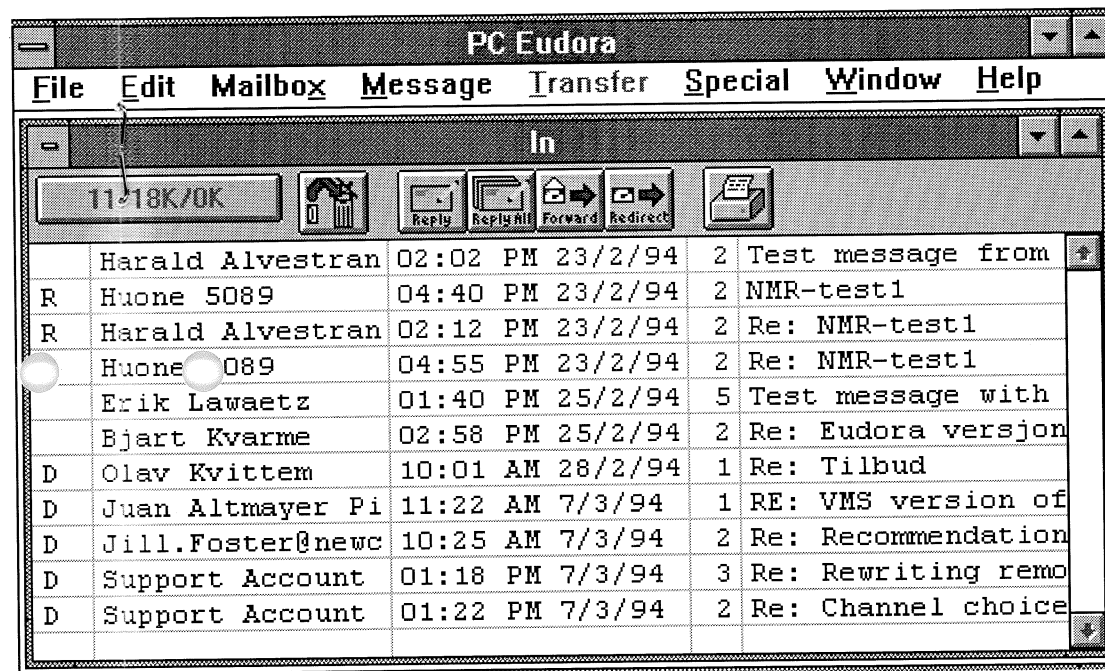 PC Eudora
File Edit Mailbox Message Transfer Special Window Help
In
11/18K/0K Reply Reply All Forward Redirect
Harald Alvestran 02:02 PM 23/2/94 2 Test message from
R Huone 5089 04:40 PM 23/2/94 2 NMR-test1
R Harald Alvestran 02:12 PM 23/2/94 2 Re: NMR-test1
Huone 089 04:55 PM 23/2/94 2 Re: NMR-test1
Erik Lawaetz 01:40 PM 25/2/94 5 Test message with
Bjart Kvarme 02:58 PM 25/2/94 2 Re: Eudora versjon
D Olav Kvittem 10:01 AM 28/2/94 1 Re: Tilbud
D Juan Altmayer Pi 11:22 AM 7/3/94 1 RE: VMS version of
D Jill.Foster@newc 10:25 AM 7/3/94 2 Re: Recommendation
D Support Account 01:18 PM 7/3/94 3 Re: Rewriting remo
D Support Account 01:22 PM 7/3/94 2 Re: Channel choice